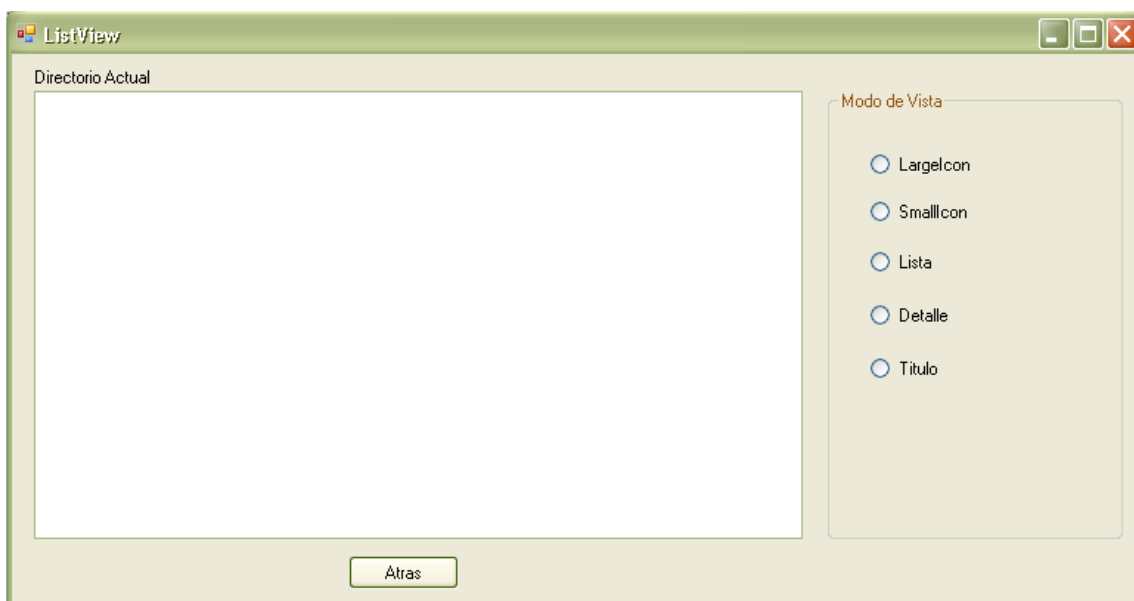 ListView
Directorio Actual
Modo de Vista
LargeIcon
SmallIcon
Lista
Detalle
Titulo
Atras